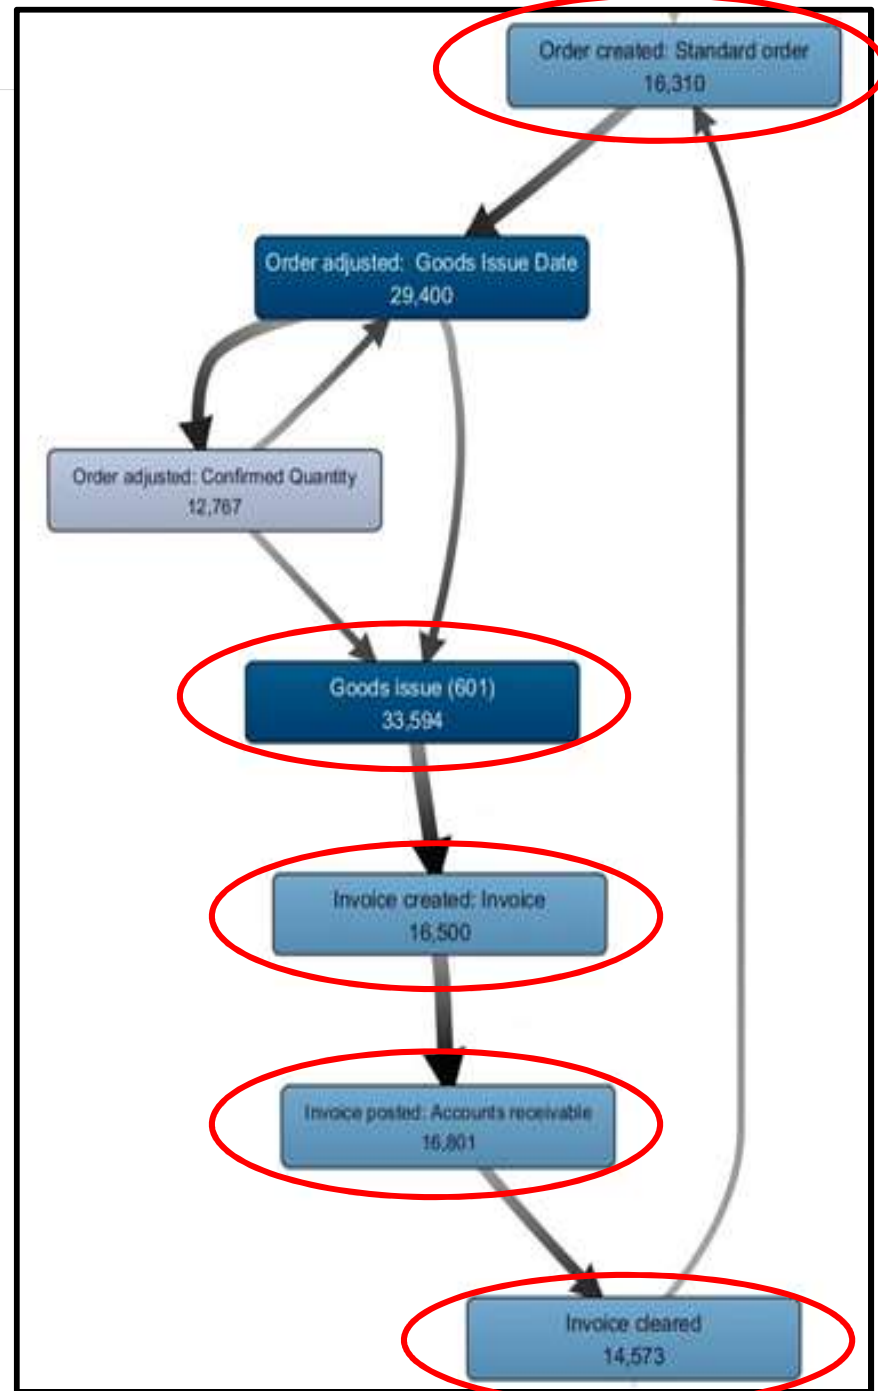 Order created: Standard order
16,310
Order adjusted: Goods Issue Date
29,400
Order adjusted: Confirmed Quantity
12,767
Goods issue (601)
33,594
Invoice created: Invoice
16,500
Invoice posted: Accounts receivable
16,801
Invoice cleared
14,573